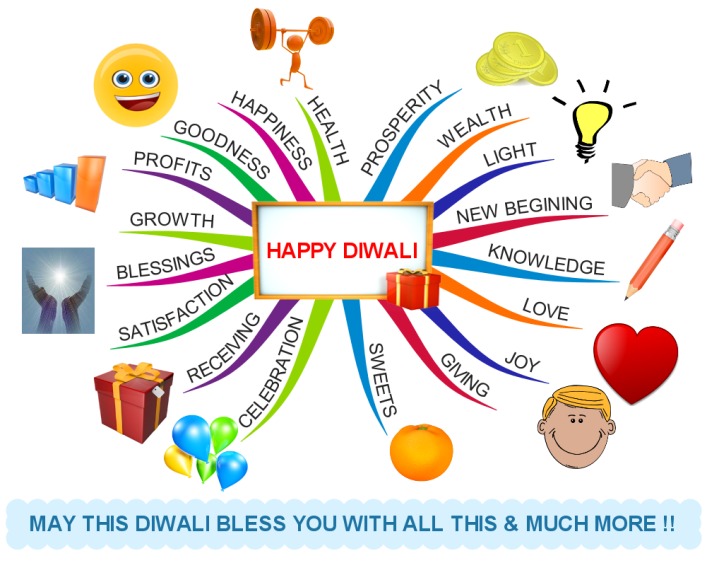 HAPPY DIWALI
PROSPERITY
WEALTH
LIGHT
NEW BEGINING
KNOWLEDGE
LOVE
JOY
GIVING
SWEETS
CELEBRATION
RECEIVING
SATISFACTION
BLESSINGS
GROWTH
PROFITS
GOODNESS
HAPPINESS
HEALTH
1
MAY THIS DIWALI BLESS YOU WITH ALL THIS & MUCH MORE !!